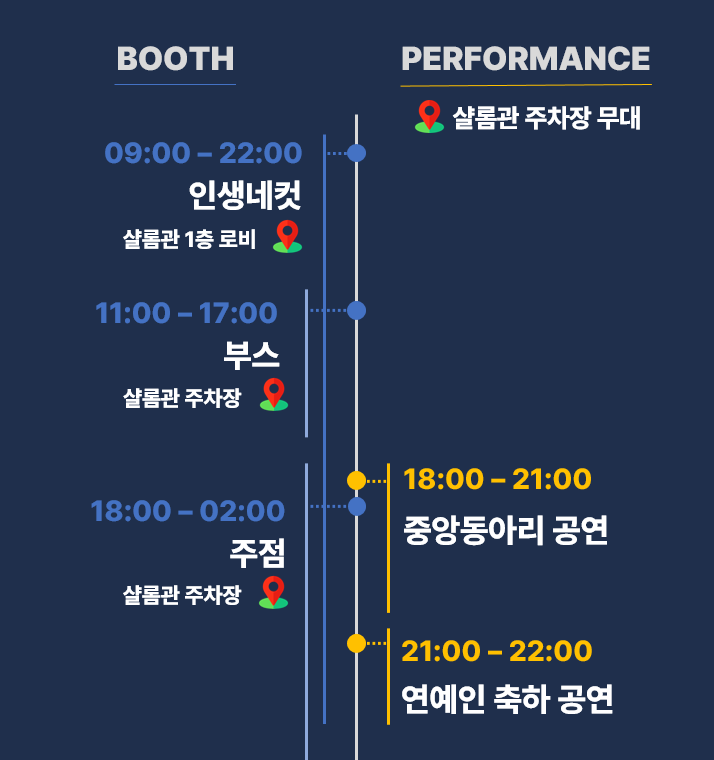 BOOTH
09:00 – 22:00
인생네컷
샬롬관 1층 로비
11:00 – 17:00
부스
샬롬관 주차장
18:00 – 02:00
주점
샬롬관 주차장
PERFORMANCE
샬롬관 주차장 무대
18:00 – 21:00
중앙동아리 공연
21:00 – 22:00
연예인 축하 공연